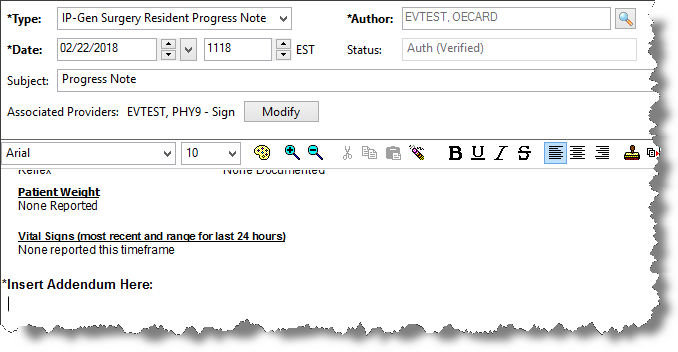 *Type: IP-Gen Surgery Resident Progress Note *Author: EVTEST, OECARD
*Date: 02/22/2018 1118 EST Status: Auth (Verified)
Subject: Progress Note
Associated Providers: EVTEST, PHY9 - Sign Modify
Arial 10 B U I S
Reflex None Documented
Patient Weight
None Reported
Vital Signs (most recent and range for last 24 hours)
None reported this timeframe
*Insert Addendum Here: